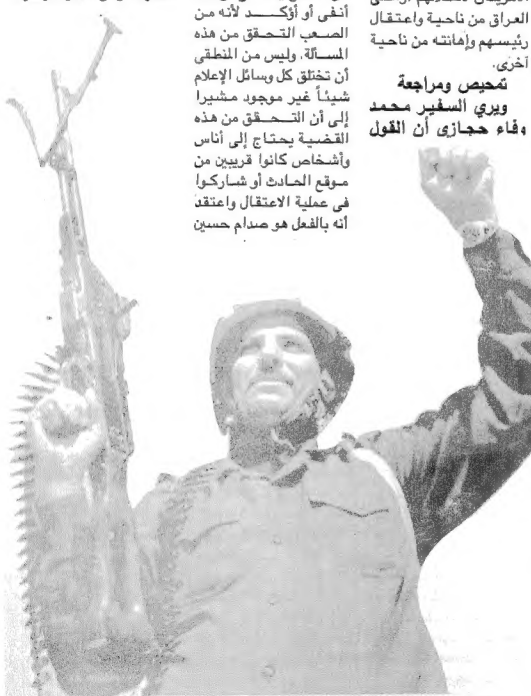 العراق من ناحية واعتقال
رئيسهم وإهانته من ناحية
أخرى.
تمحيص ومراجعة
ويرى السفير محمد
وفاء حجازى أن القول
أنفى أو أؤكد لأنه من
الصعب التحقق من هذه
المسألة، وليس من المنطقى
أن تختلق كل وسائل الإعلام
شيئاً غير موجود مشيرا
إلى أن التحقق من هذه
القضية يحتاج إلى أناس
وأشخاص كانوا قريبين من
موقع الحادث أو شاركوا
فى عملية الاعتقال واعتقد
أنه بالفعل هو صدام حسين